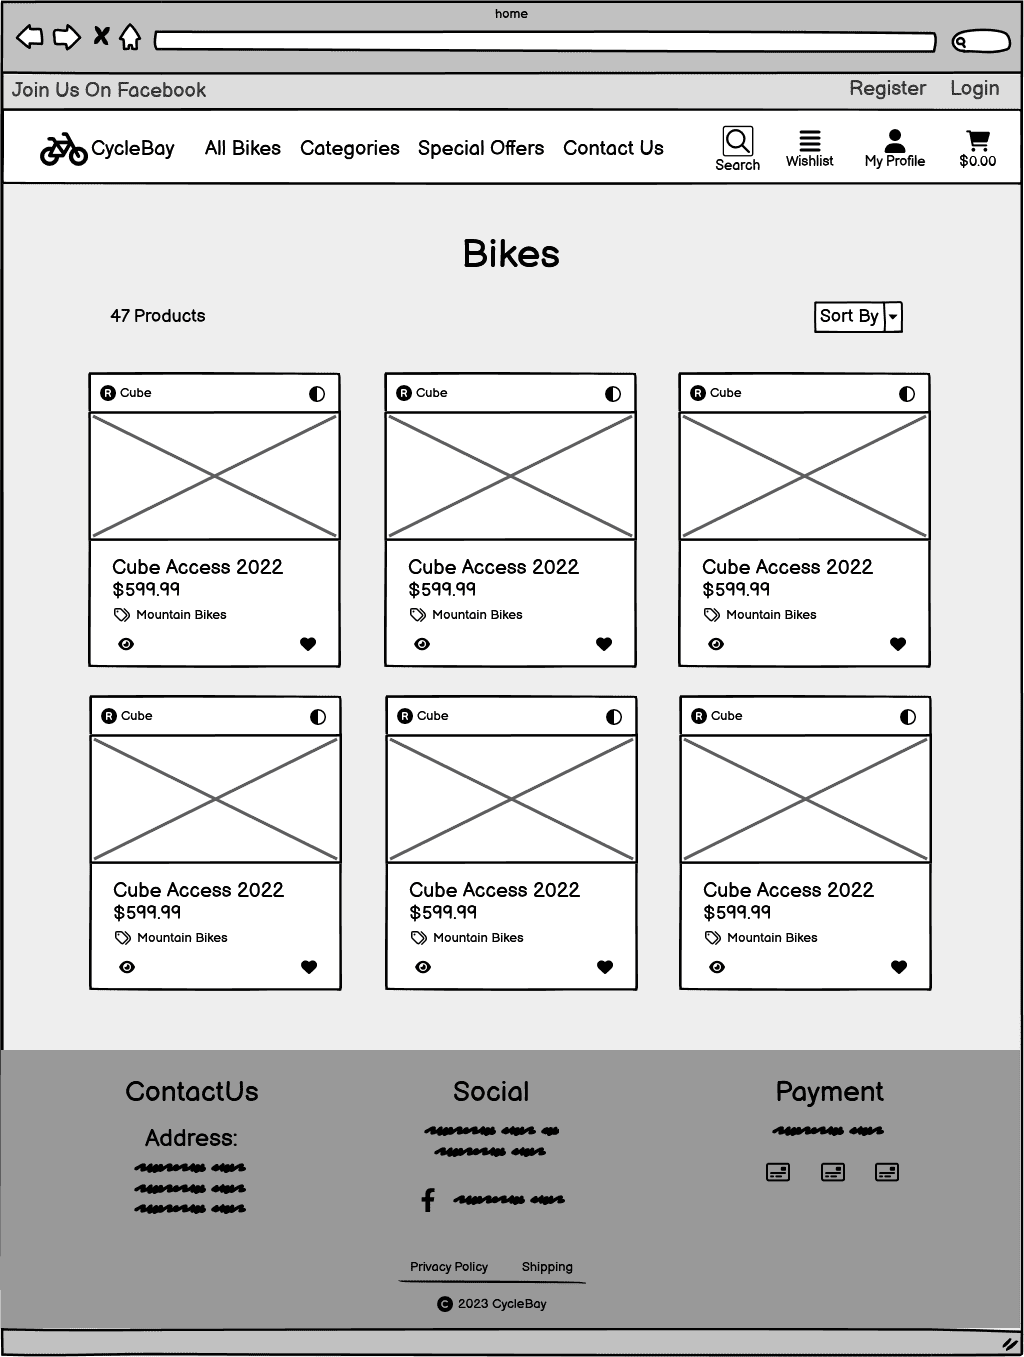 home
Join Us On Facebook Register Login
CycleBay All Bikes Categories Special Offers Contact Us Search Wishlist My Profile $0.00
Bikes
47 Products Sort By
R Cube R Cube R Cube
Cube Access 2022 Cube Access 2022 Cube Access 2022
$599.99 $599.99 $599.99
Mountain Bikes Mountain Bikes Mountain Bikes
R Cube R Cube R Cube
Cube Access 2022 Cube Access 2022 Cube Access 2022
$599.99 $599.99 $599.99
Mountain Bikes Mountain Bikes Mountain Bikes
ContactUs Social Payment
Address:
Privacy Policy Shipping
© 2023 CycleBay